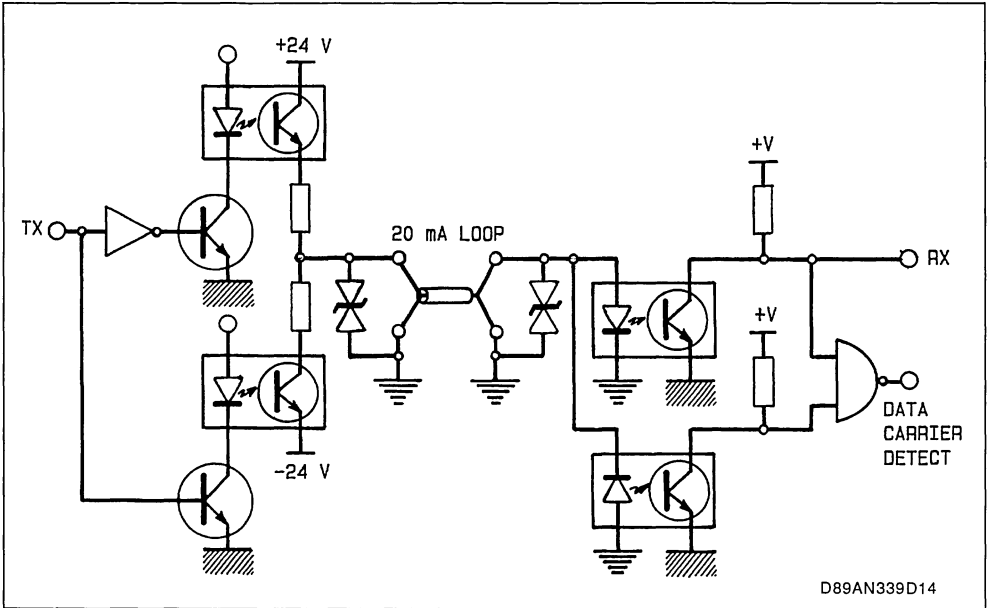 +24 V
+V
TX
20 mA LOOP
RX
+V
-24 V
DATA
CARRIER
DETECT
D89AN339D14